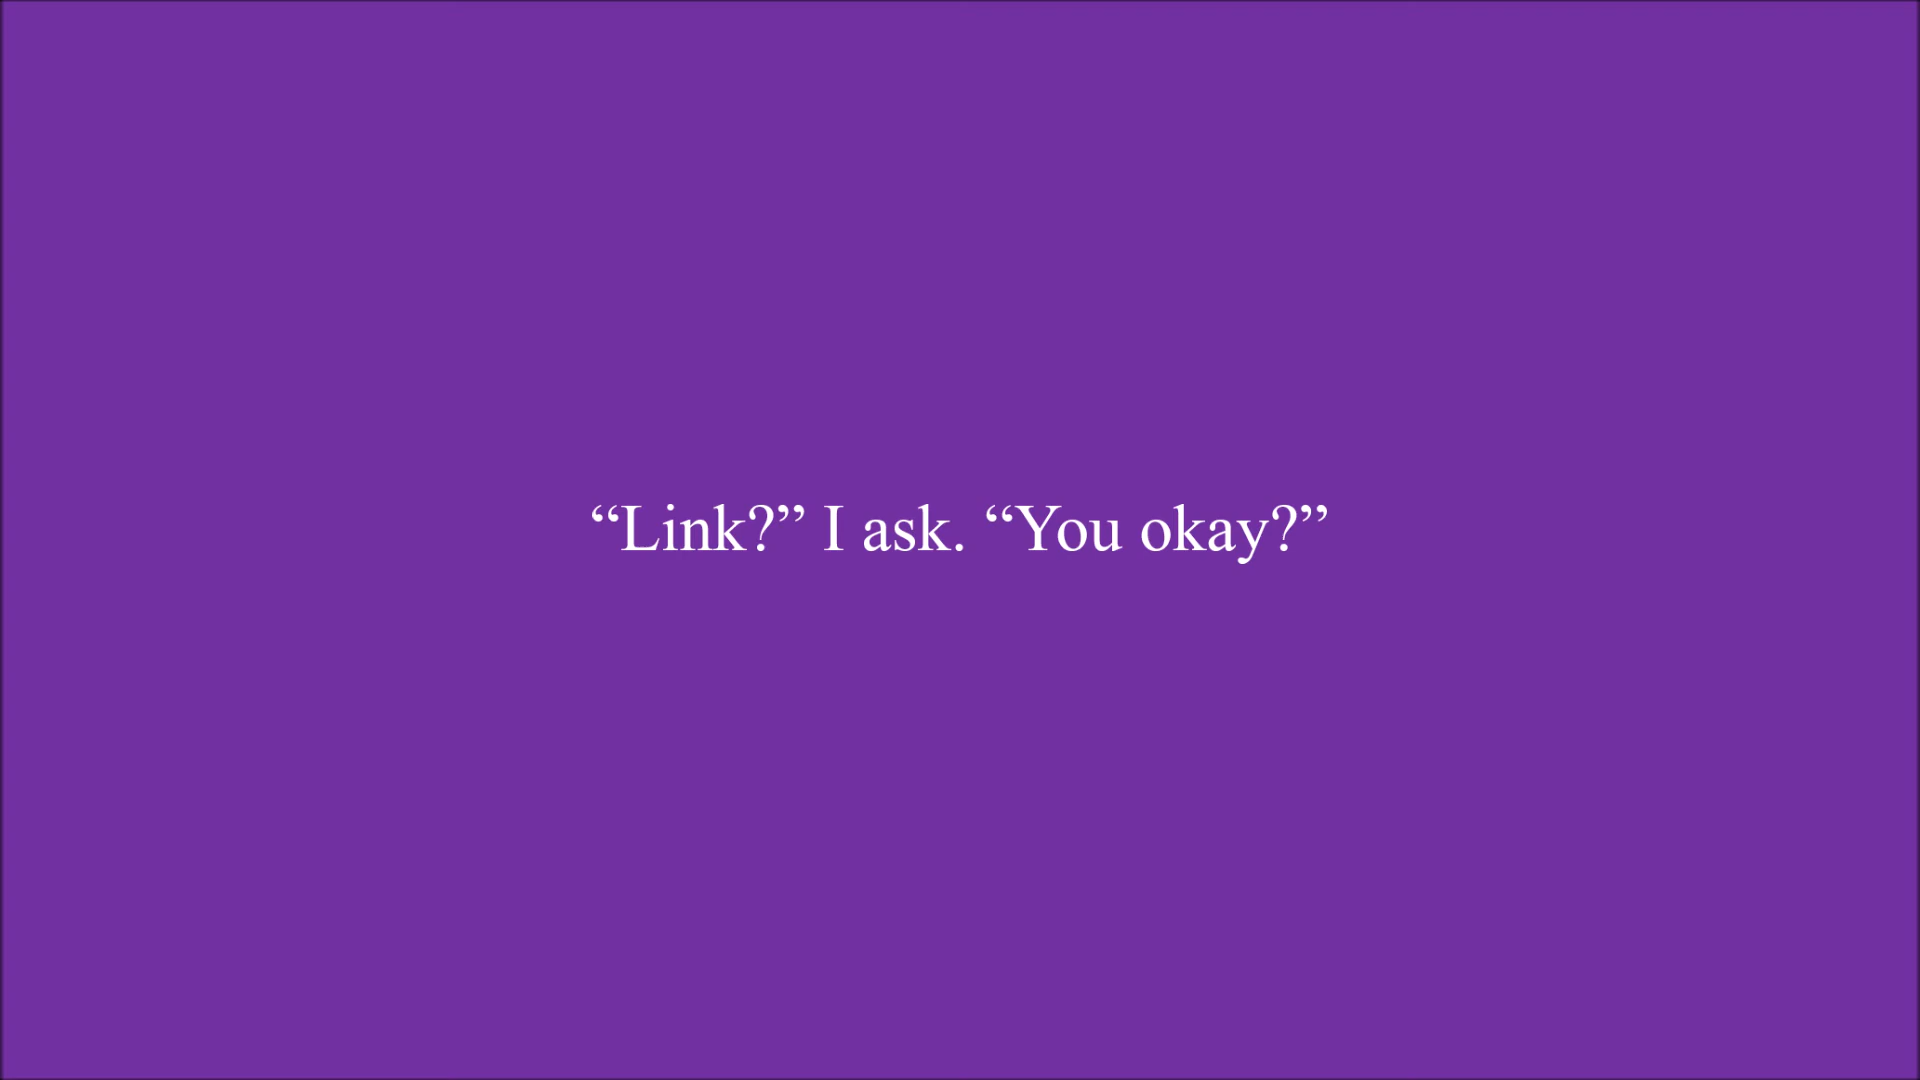 “Link?” I ask. “You okay?”